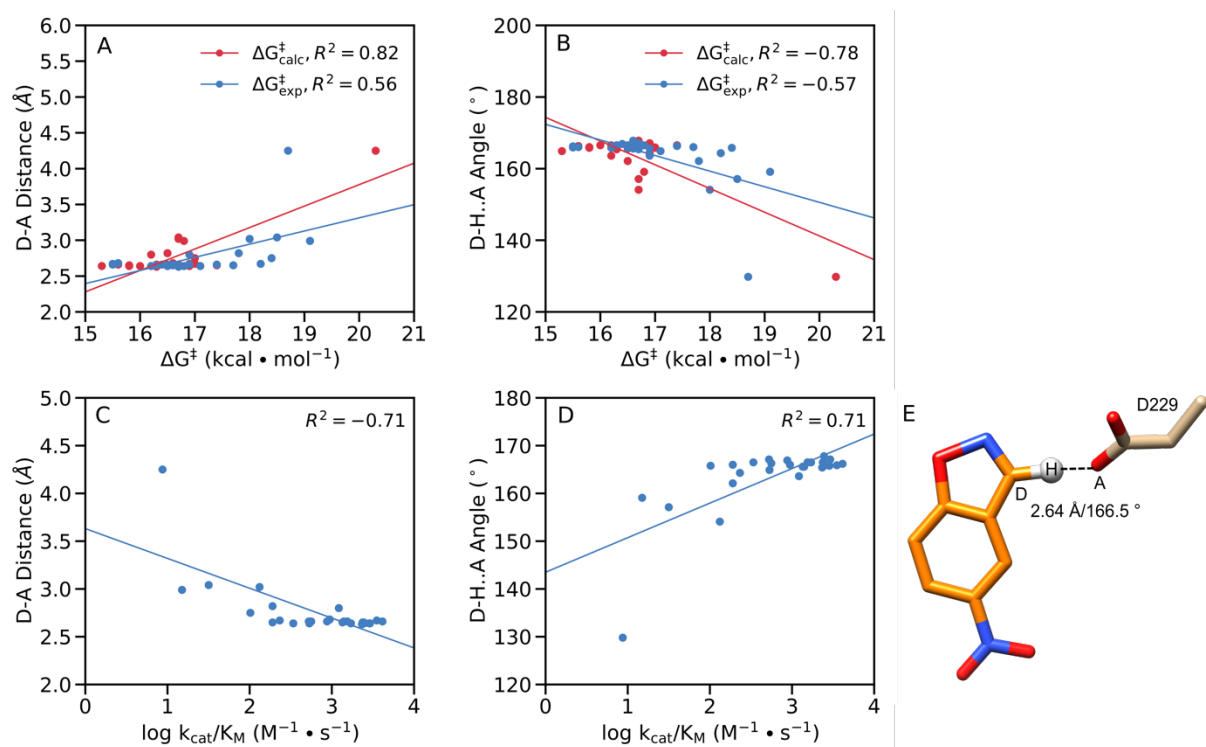 A
ΔG‡calc, R² = 0.82
ΔG‡exp, R² = 0.56
D-A Distance (Å)
6.0
5.5
5.0
4.5
4.0
3.5
3.0
2.5
2.0
15 16 17 18 19 20 21
ΔG‡ (kcal • mol⁻¹)
B
ΔG‡calc, R² = −0.78
ΔG‡exp, R² = −0.57
D-H..A Angle (°)
200
180
160
140
120
15 16 17 18 19 20 21
ΔG‡ (kcal • mol⁻¹)
C
R² = −0.71
D-A Distance (Å)
5.0
4.5
4.0
3.5
3.0
2.5
2.0
0 1 2 3 4
log kcat/KM (M⁻¹ • s⁻¹)
D
R² = 0.71
D-H..A Angle (°)
180
170
160
150
140
130
120
0 1 2 3 4
log kcat/KM (M⁻¹ • s⁻¹)
E
D229
H
D
A
2.64 Å/166.5 °